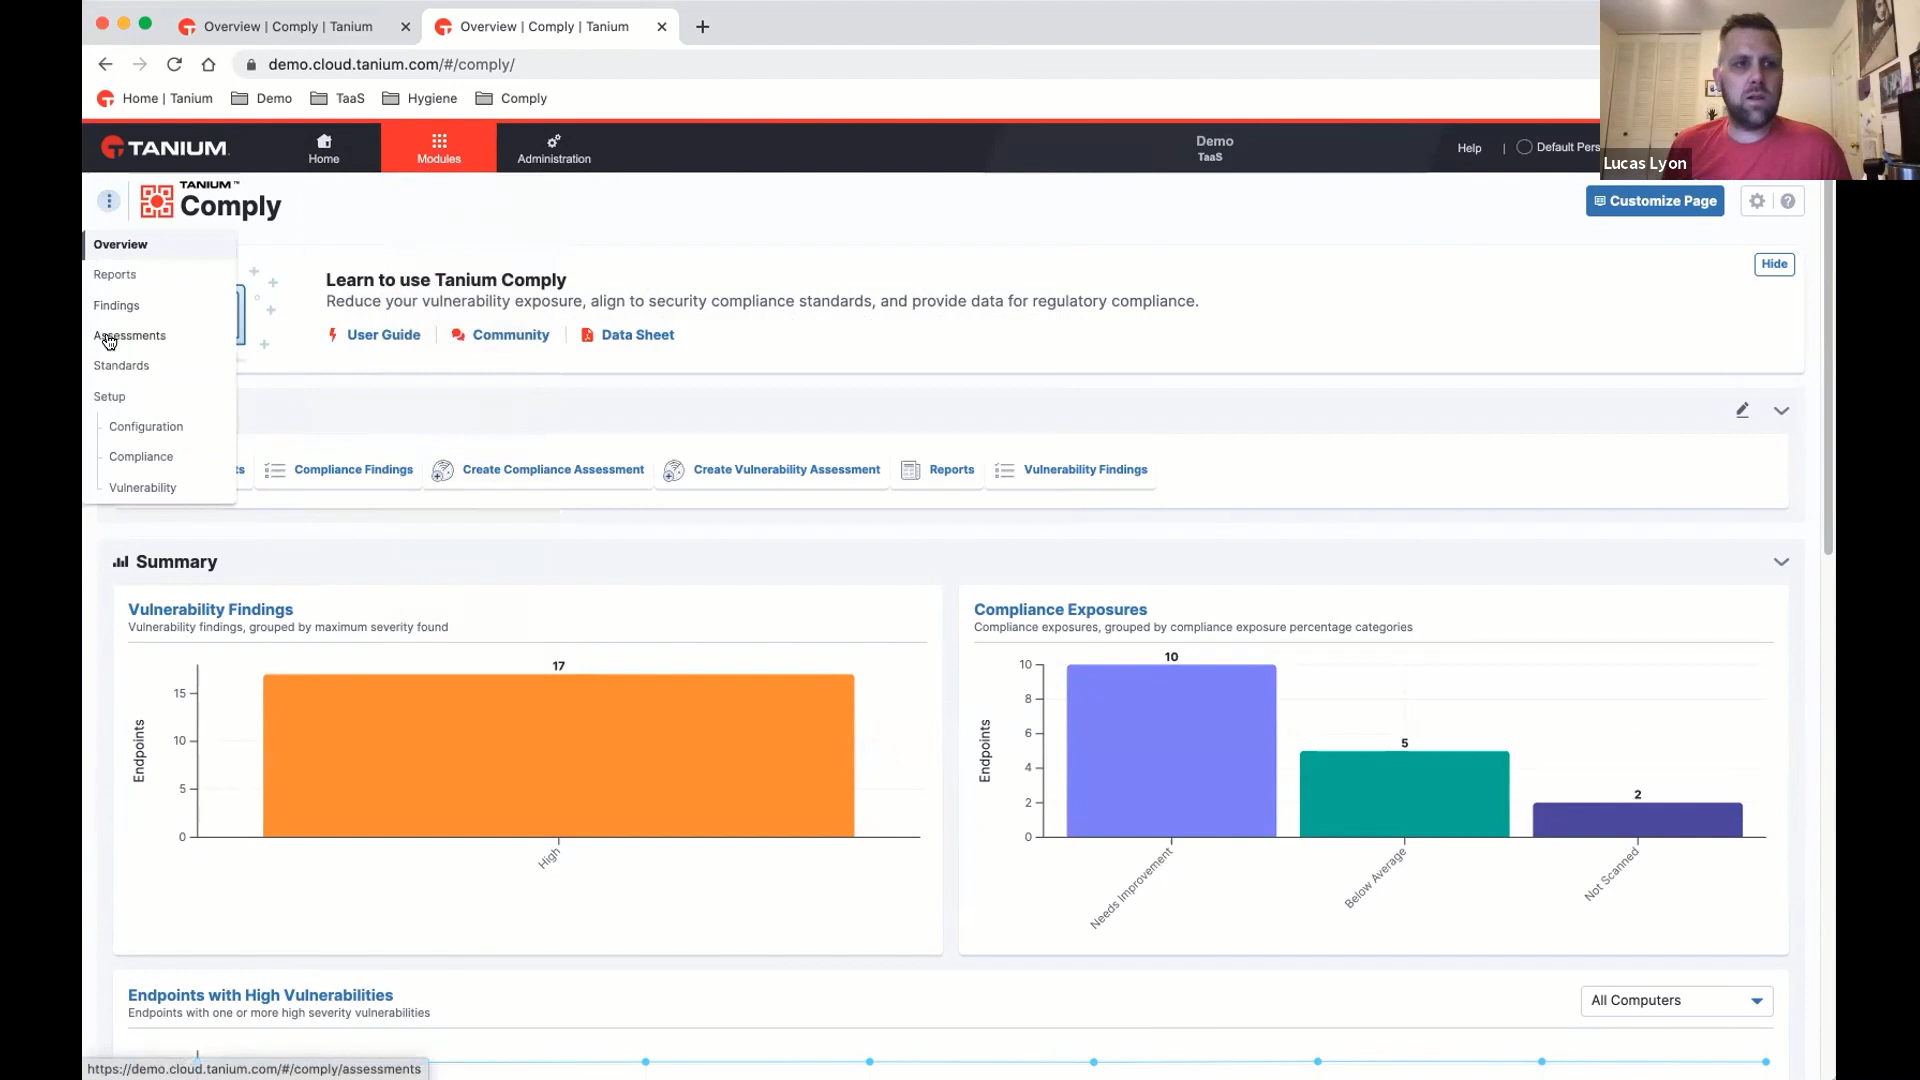 Overview | Comply | Tanium
Overview | Comply | Tanium
demo.cloud.tanium.com/#/comply/
Home | Tanium
Demo
TaaS
Hygiene
Comply
TANIUM
Home
Modules
Administration
Demo
TaaS
Help
Default Pers
Lucas Lyon
TANIUM™
Comply
Customize Page
Overview
Reports
Findings
Assessments
Standards
Setup
Configuration
Compliance
Vulnerability
Learn to use Tanium Comply
Hide
Reduce your vulnerability exposure, align to security compliance standards, and provide data for regulatory compliance.
User Guide
Community
Data Sheet
ts
Compliance Findings
Create Compliance Assessment
Create Vulnerability Assessment
Reports
Vulnerability Findings
Summary
Vulnerability Findings
Vulnerability findings, grouped by maximum severity found
17
15
10
5
0
Endpoints
High
Compliance Exposures
Compliance exposures, grouped by compliance exposure percentage categories
10
10
8
6
4
2
0
5
2
Endpoints
Needs Improvement
Below Average
Not Scanned
Endpoints with High Vulnerabilities
Endpoints with one or more high severity vulnerabilities
All Computers
https://demo.cloud.tanium.com/#/comply/assessments